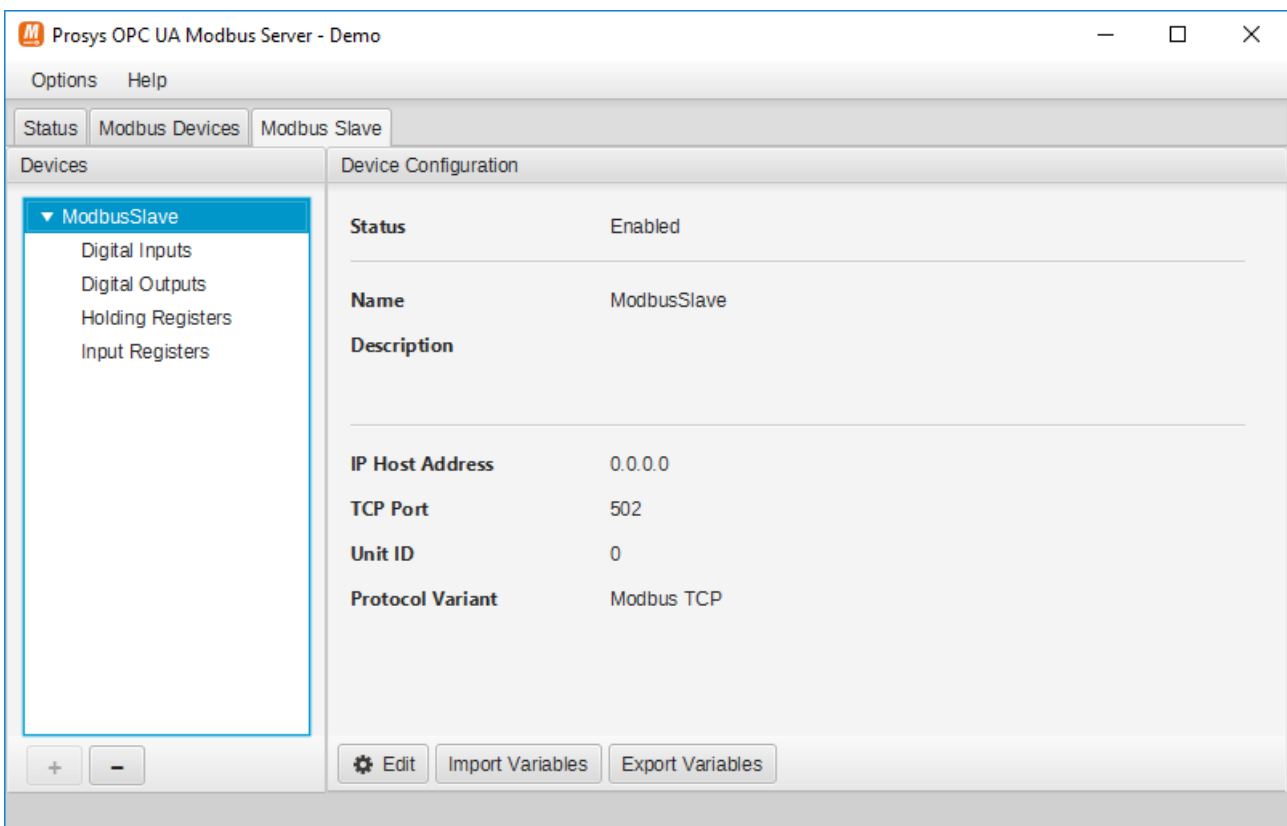 Prosys OPC UA Modbus Server - Demo
Options Help
Status Modbus Devices Modbus Slave
Devices
ModbusSlave
Digital Inputs
Digital Outputs
Holding Registers
Input Registers
+ -
Device Configuration
Status Enabled
Name ModbusSlave
Description
IP Host Address 0.0.0.0
TCP Port 502
Unit ID 0
Protocol Variant Modbus TCP
Edit Import Variables Export Variables